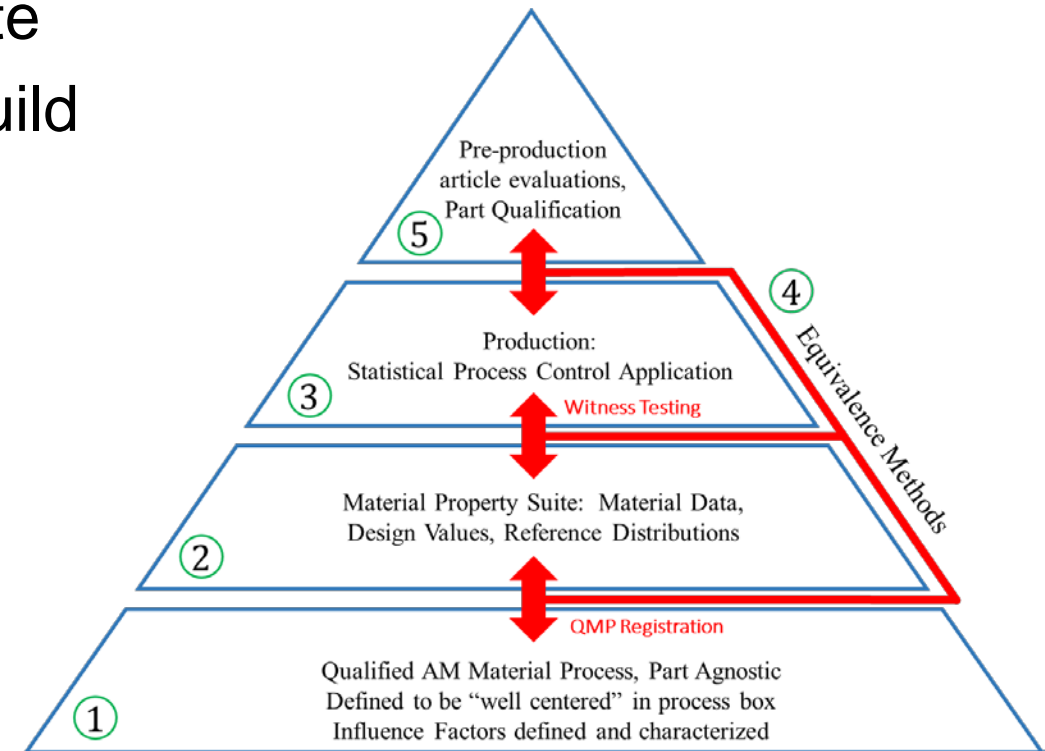 Pre-production
article evaluations,
Part Qualification
5
4
Equivalence Methods
Production:
Statistical Process Control Application
3
Witness Testing
Material Property Suite: Material Data,
Design Values, Reference Distributions
2
QMP Registration
Qualified AM Material Process, Part Agnostic
Defined to be “well centered” in process box
Influence Factors defined and characterized
1